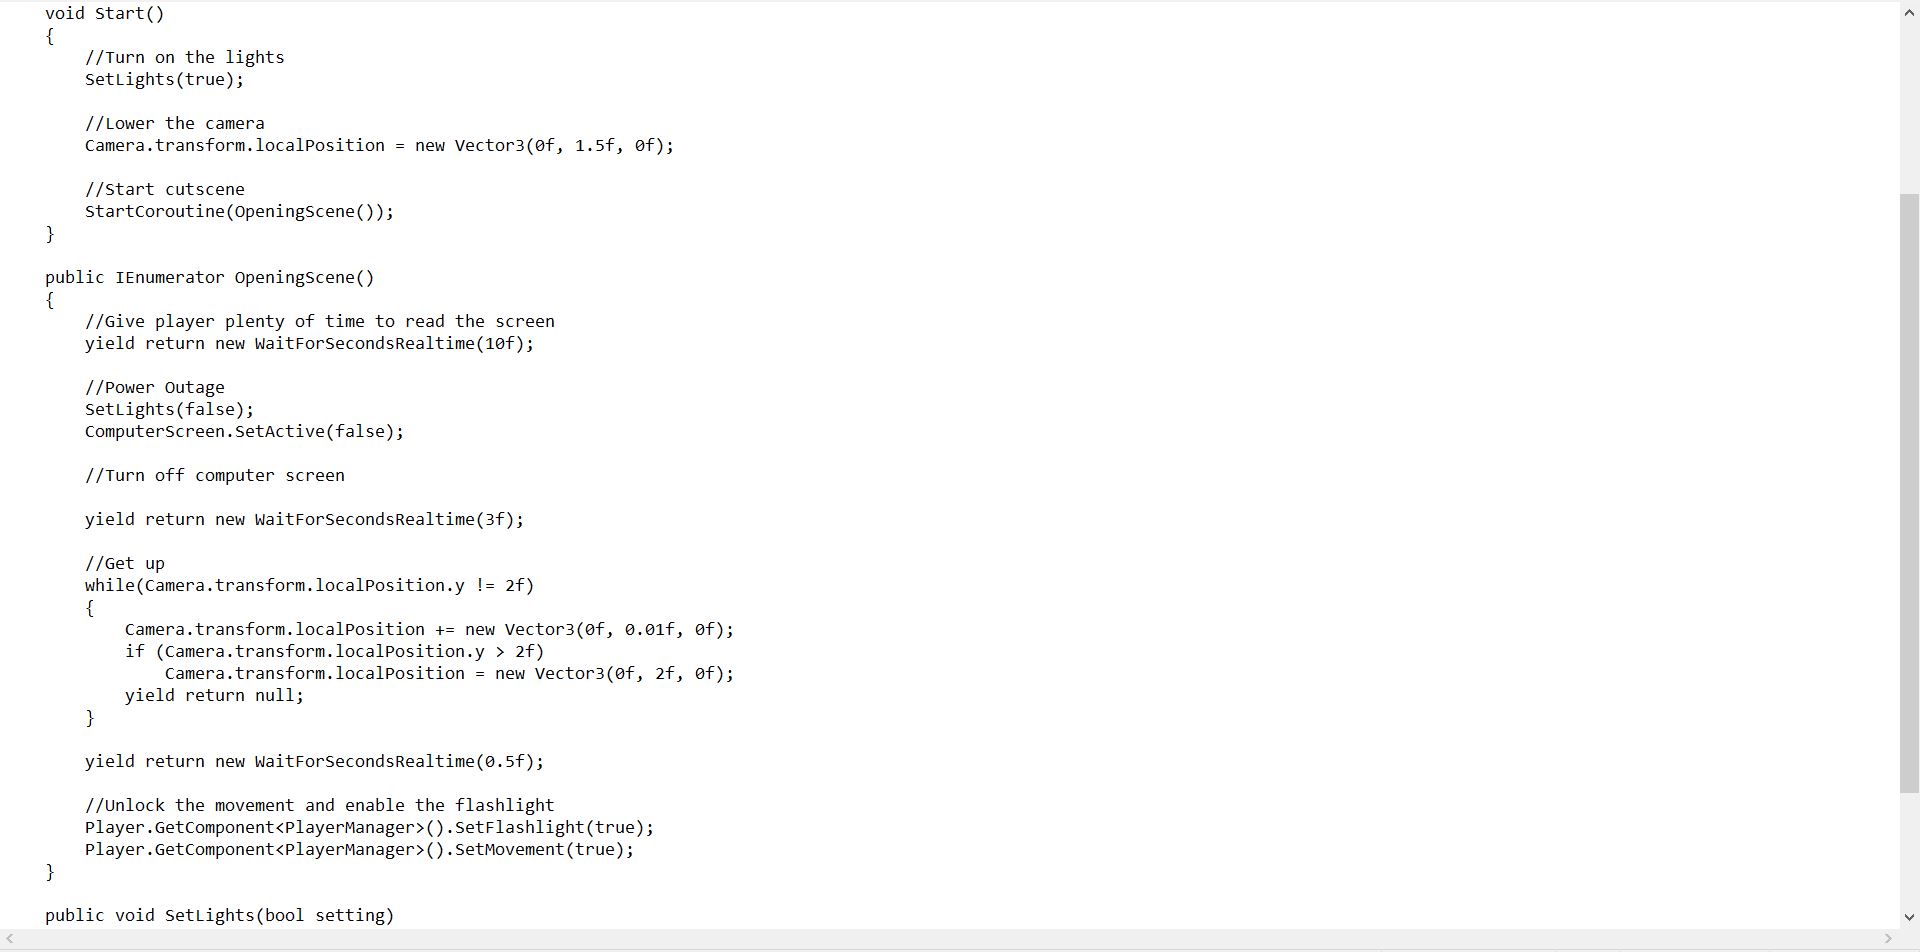 void Start()
{
//Turn on the lights
SetLights(true);
//Lower the camera
Camera.transform.localPosition = new Vector3(0f, 1.5f, 0f);
//Start cutscene
StartCoroutine(OpeningScene());
}
public IEnumerator OpeningScene()
{
//Give player plenty of time to read the screen
yield return new WaitForSecondsRealtime(10f);
//Power Outage
SetLights(false);
ComputerScreen.SetActive(false);
//Turn off computer screen
yield return new WaitForSecondsRealtime(3f);
//Get up
while(Camera.transform.localPosition.y != 2f)
{
Camera.transform.localPosition += new Vector3(0f, 0.01f, 0f);
if (Camera.transform.localPosition.y > 2f)
Camera.transform.localPosition = new Vector3(0f, 2f, 0f);
yield return null;
}
yield return new WaitForSecondsRealtime(0.5f);
//Unlock the movement and enable the flashlight
Player.GetComponent<PlayerManager>().SetFlashlight(true);
Player.GetComponent<PlayerManager>().SetMovement(true);
}
public void SetLights(bool setting)